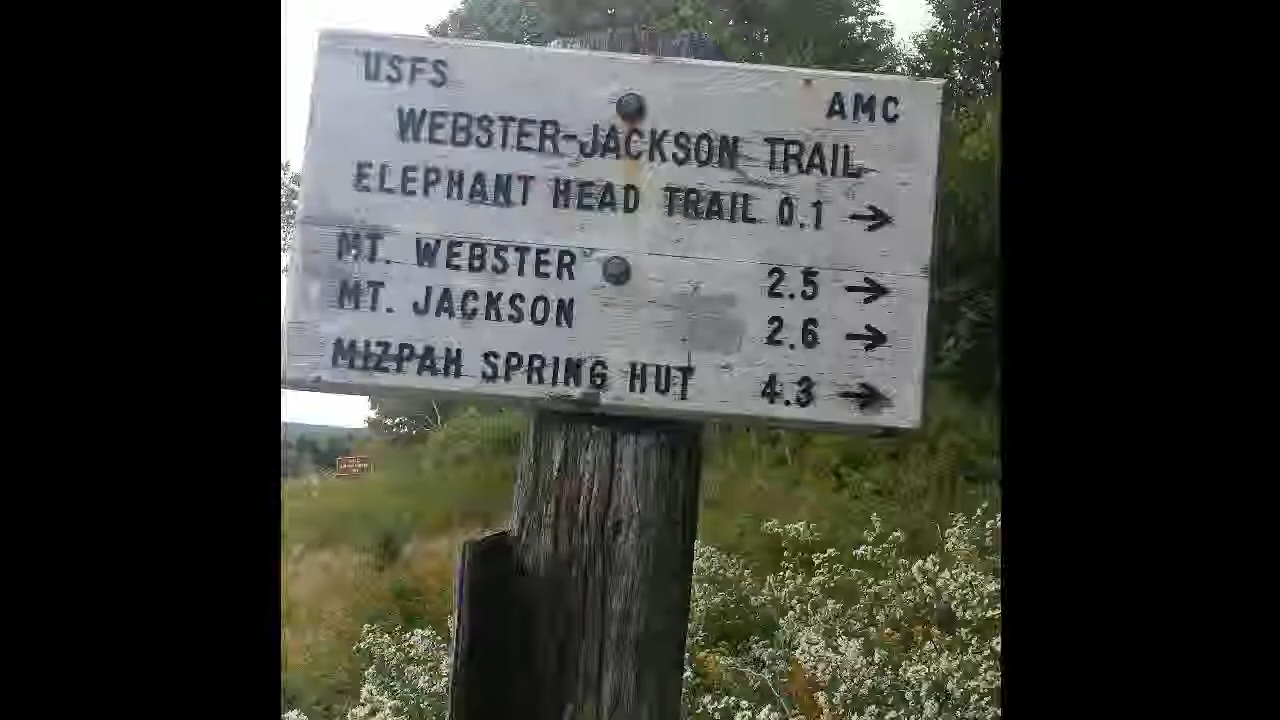 USFS AMC
WEBSTER-JACKSON TRAIL
ELEPHANT HEAD TRAIL 0.1 →
MT. WEBSTER 2.5 →
MT. JACKSON 2.6 →
MIZPAH SPRING HUT 4.3 →